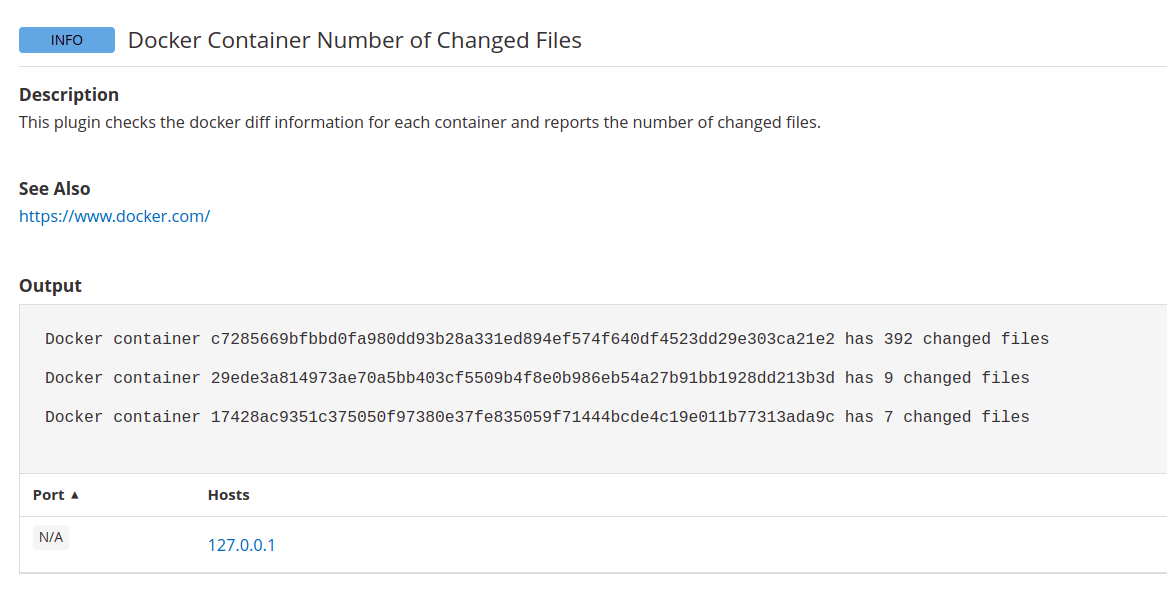 INFO Docker Container Number of Changed Files
Description
This plugin checks the docker diff information for each container and reports the number of changed files.
See Also
https://www.docker.com/
Output
Docker container c7285669bfbbd0fa980dd93b28a331ed894ef574f640df4523dd29e303ca21e2 has 392 changed files
Docker container 29ede3a814973ae70a5bb403cf5509b4f8e0b986eb54a27b91bb1928dd213b3d has 9 changed files
Docker container 17428ac9351c375050f97380e37fe835059f71444bcde4c19e011b77313ada9c has 7 changed files
Port ▲ Hosts
N/A 127.0.0.1